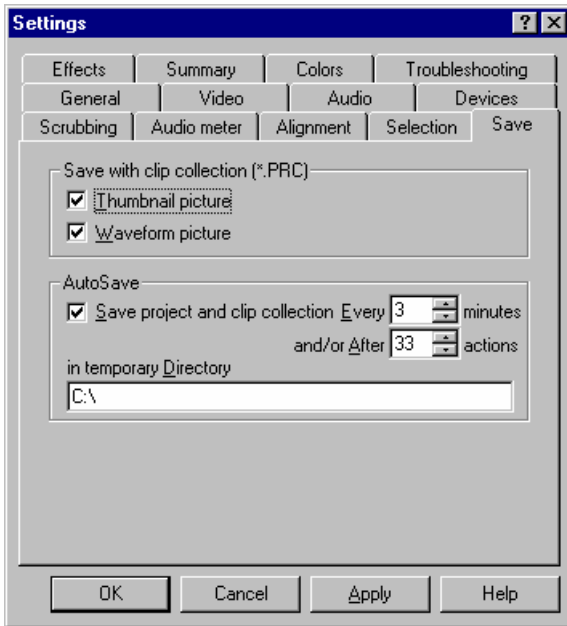 Settings
Effects Summary Colors Troubleshooting
General Video Audio Devices
Scrubbing Audio meter Alignment Selection Save
Save with clip collection (*.PRC)
Thumbnail picture
Waveform picture
AutoSave
Save project and clip collection Every 3 minutes
and/or After 33 actions
in temporary Directory
C:\
OK Cancel Apply Help